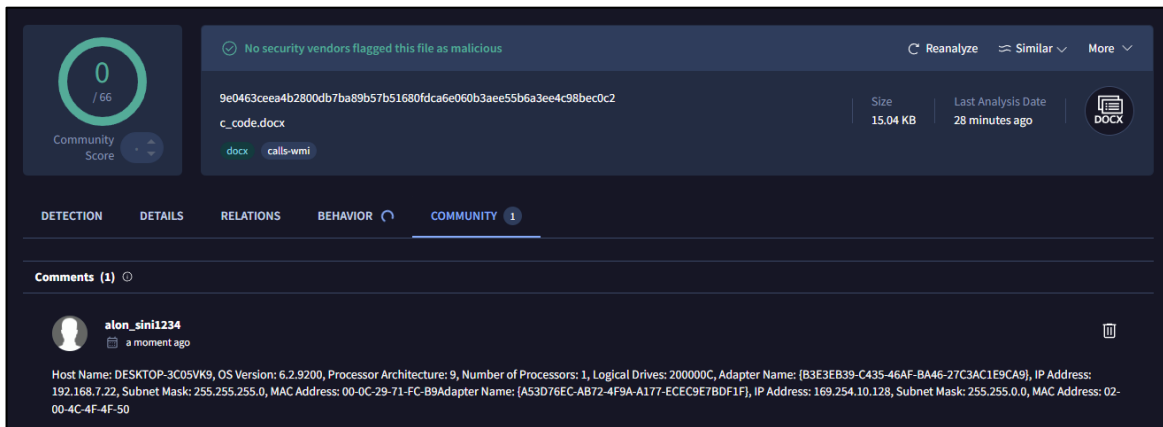 0
/ 66
Community
Score
No security vendors flagged this file as malicious
Reanalyze
Similar
More
9e0463ceea4b2800db7ba89b57b51680fdca6e060b3aee55b6a3ee4c98bec0c2
c_code.docx
docx
calls-wmi
Size
15.04 KB
Last Analysis Date
28 minutes ago
DOCX
DETECTION
DETAILS
RELATIONS
BEHAVIOR
COMMUNITY
1
Comments (1)
alon_sini1234
a moment ago
Host Name: DESKTOP-3C05VK9, OS Version: 6.2.9200, Processor Architecture: 9, Number of Processors: 1, Logical Drives: 200000C, Adapter Name: {B3E3EB39-C435-46AF-BA46-27C3AC1E9CA9}, IP Address:
192.168.7.22, Subnet Mask: 255.255.255.0, MAC Address: 00-0C-29-71-FC-B9Adapter Name: {A53D76EC-AB72-4F9A-A177-ECEC9E7BDF1F}, IP Address: 169.254.10.128, Subnet Mask: 255.255.0.0, MAC Address: 02-
00-4C-4F-4F-50